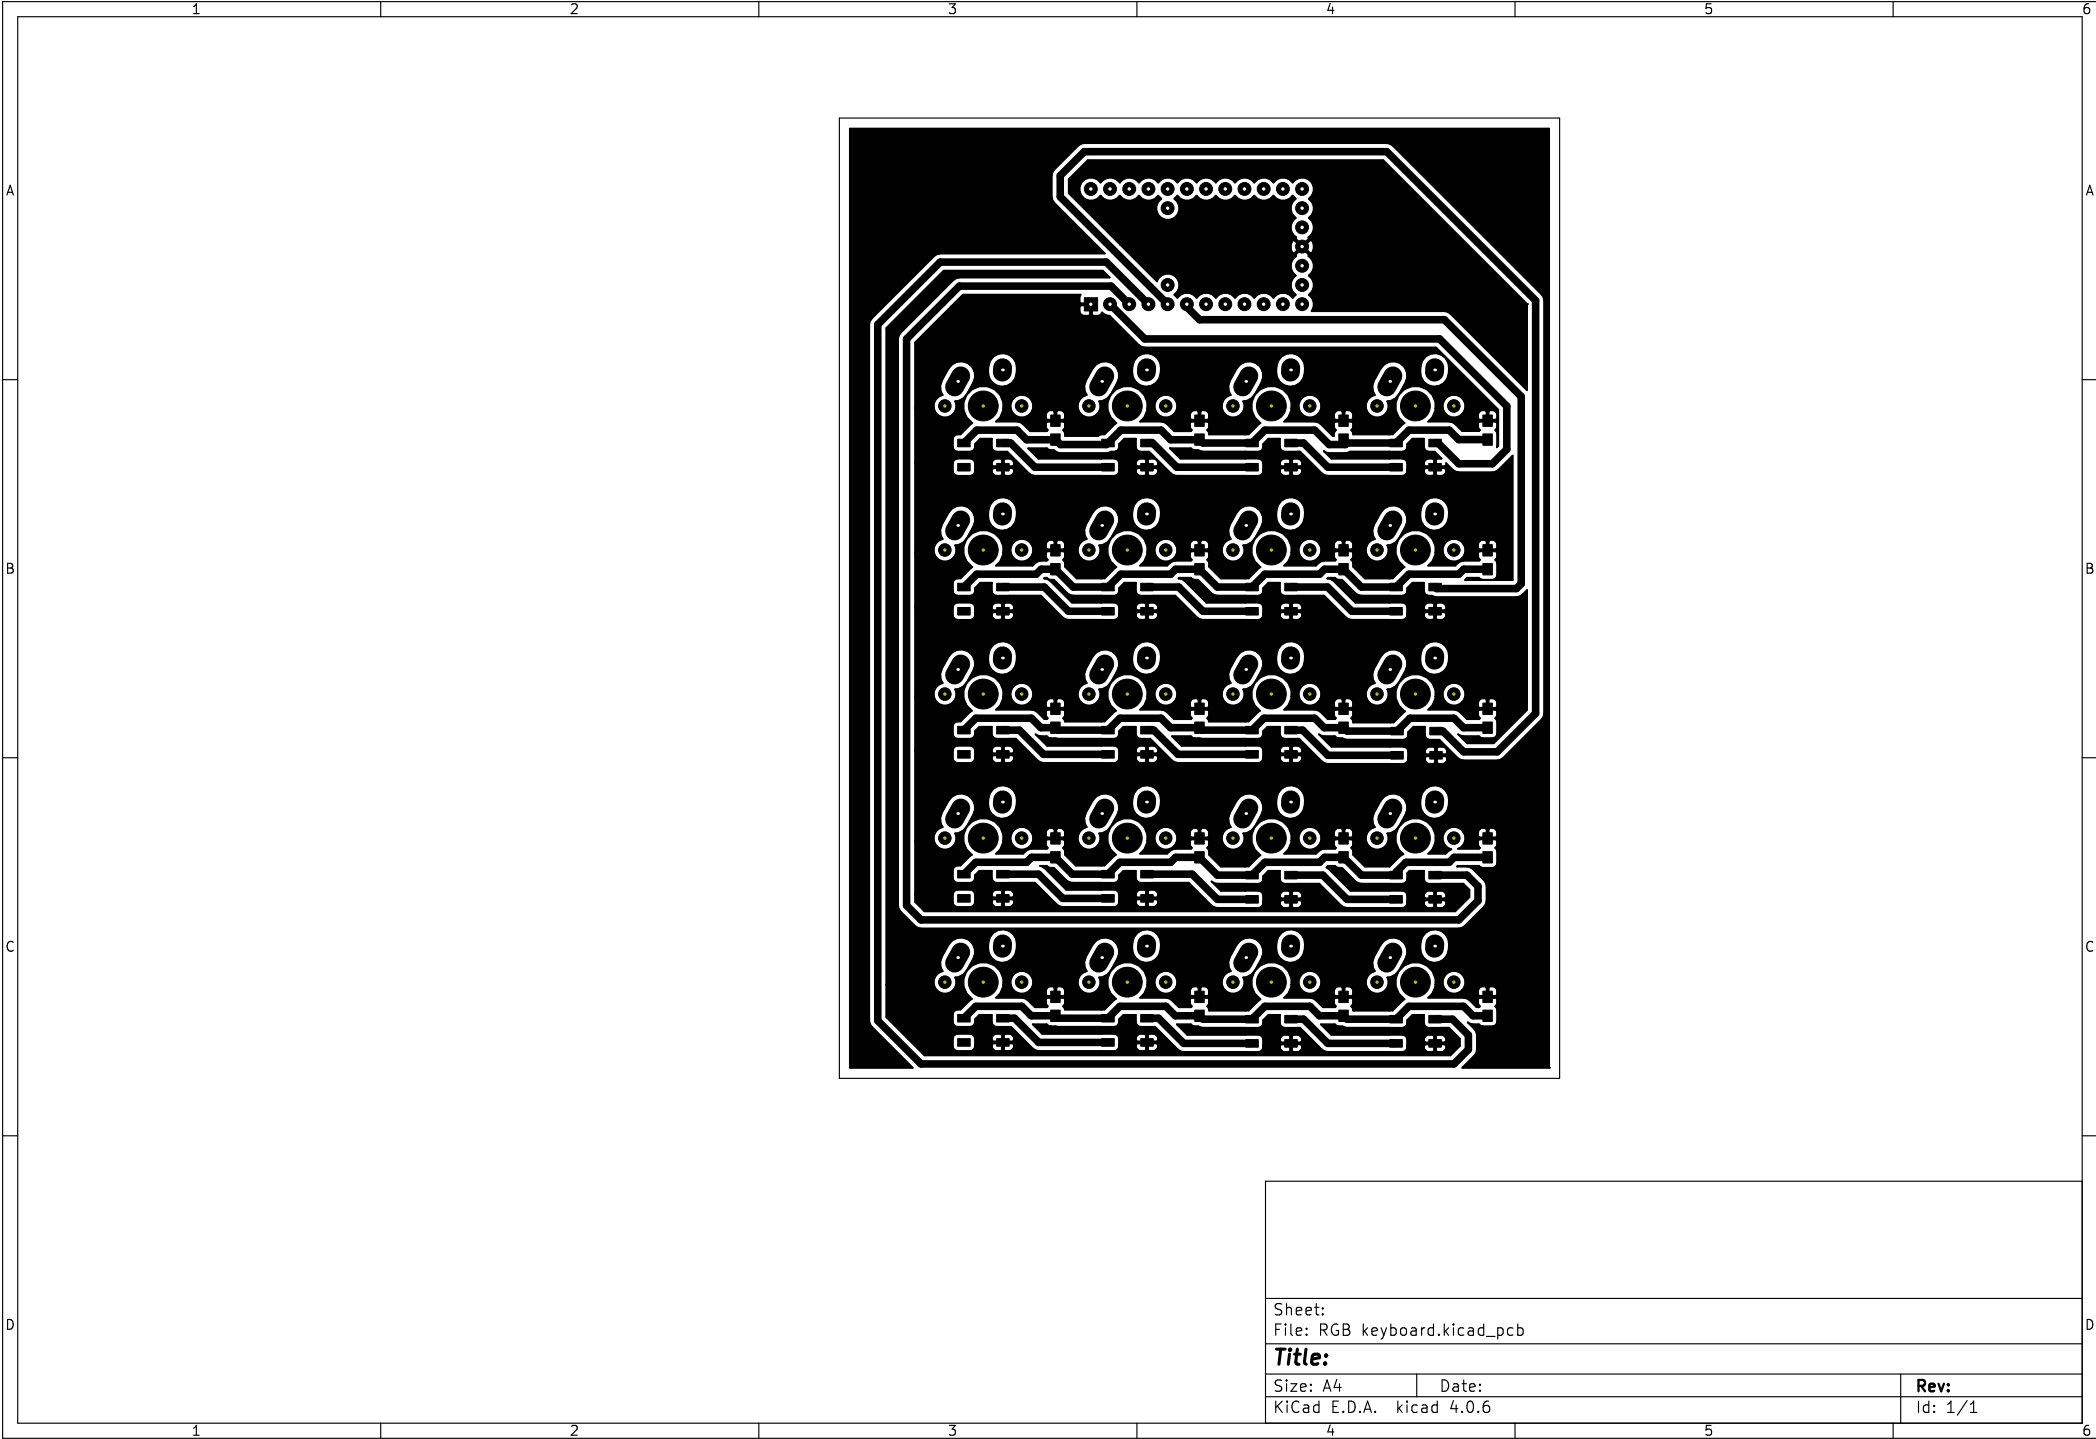 1 2 3 4 5 6
A A
B B
C C
Sheet:
File: RGB keyboard.kicad_pcb
Title:
D D
Size: A4 Date: Rev:
KiCad E.D.A. kicad 4.0.6 Id: 1/1
1 2 3 4 5 6